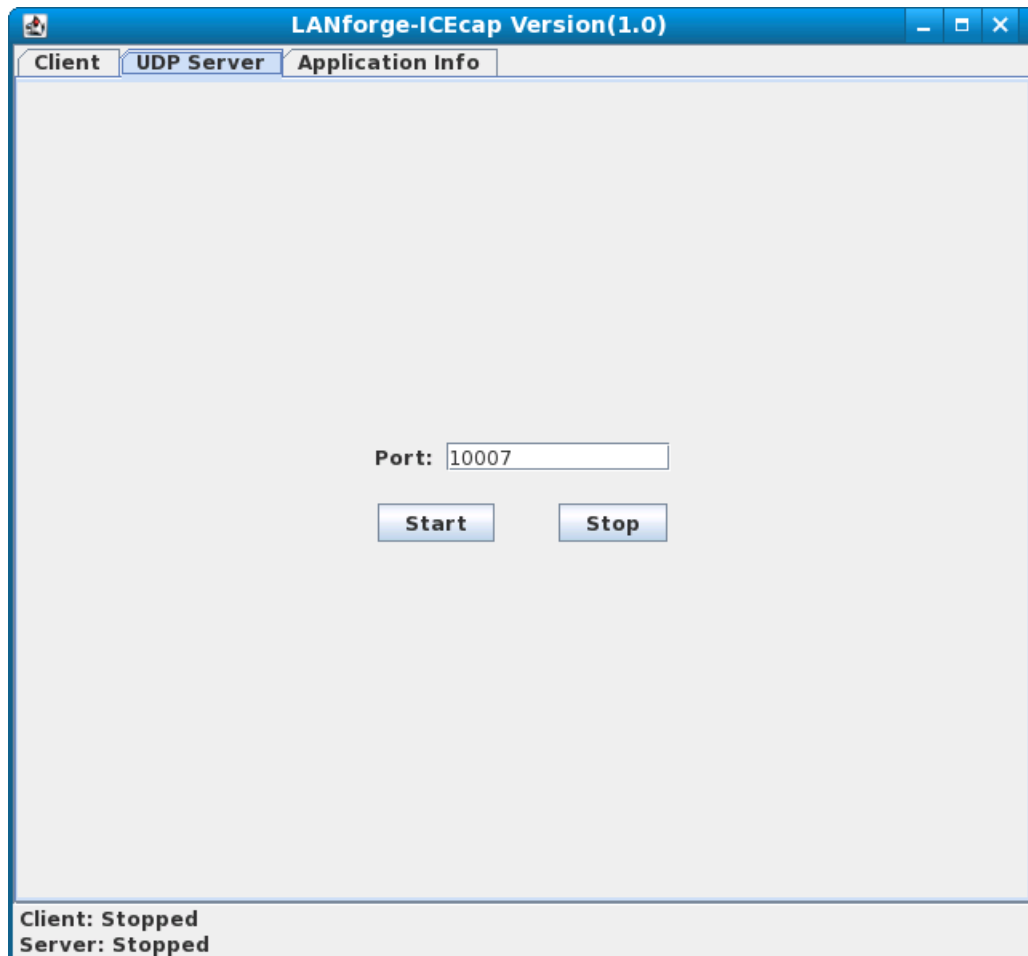 LANforge-ICEcap Version(1.0)
Client UDP Server Application Info
Port: 10007
Start Stop
Client: Stopped
Server: Stopped